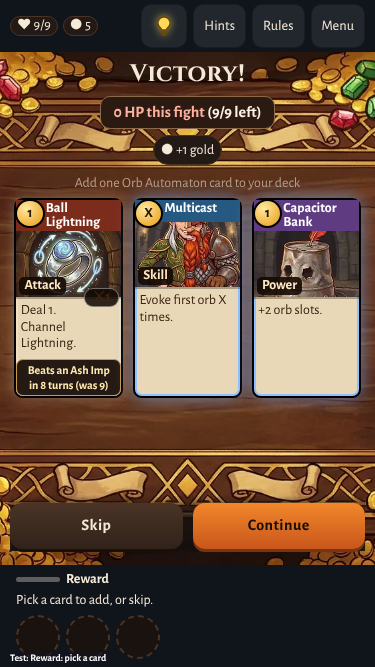 9/9
5
Hints
Rules
Menu
Victory!
0 HP this fight (9/9 left)
+1 gold
Add one Orb Automaton card to your deck
1
Ball
Lightning
Attack
Deal 1.
Channel
Lightning.
Beats an Ash Imp
in 8 turns (was 9)
X
Multicast
Skill
Evoke first orb X
times.
1
Capacitor
Bank
Power
+2 orb slots.
Skip
Continue
Reward
Pick a card to add, or skip.
Test: Reward: pick a card